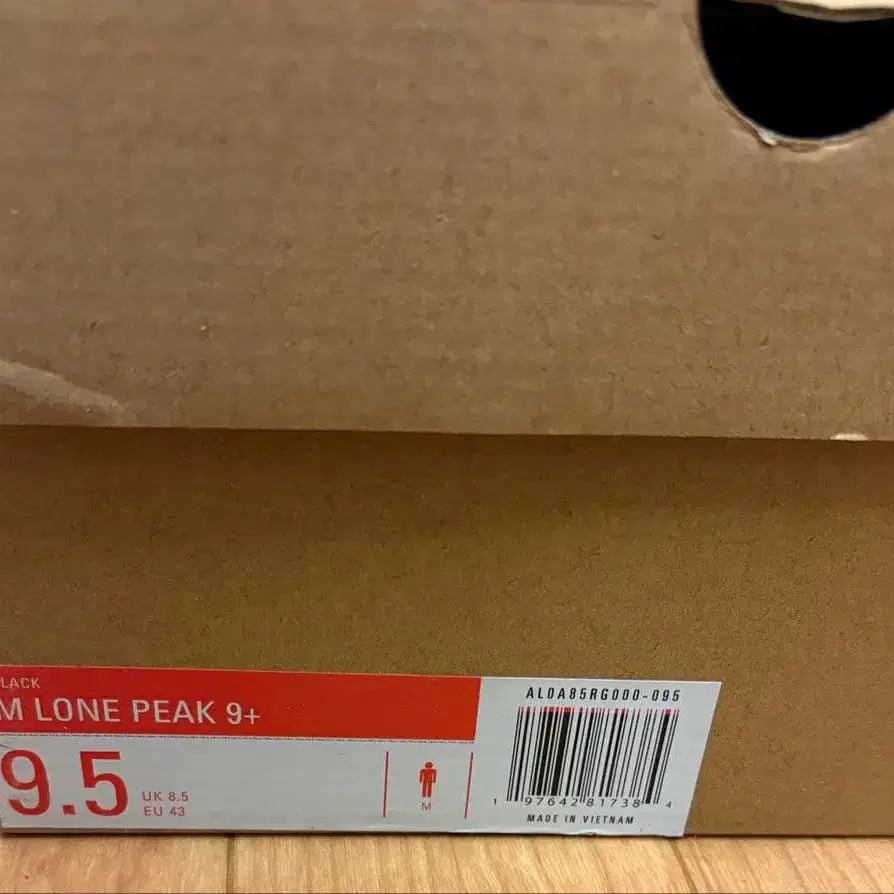 LACK
M LONE PEAK 9+
9.5
UK 8.5
EU 43
M
AL0A85RG000-095
1 97642 81738 4
MADE IN VIETNAM